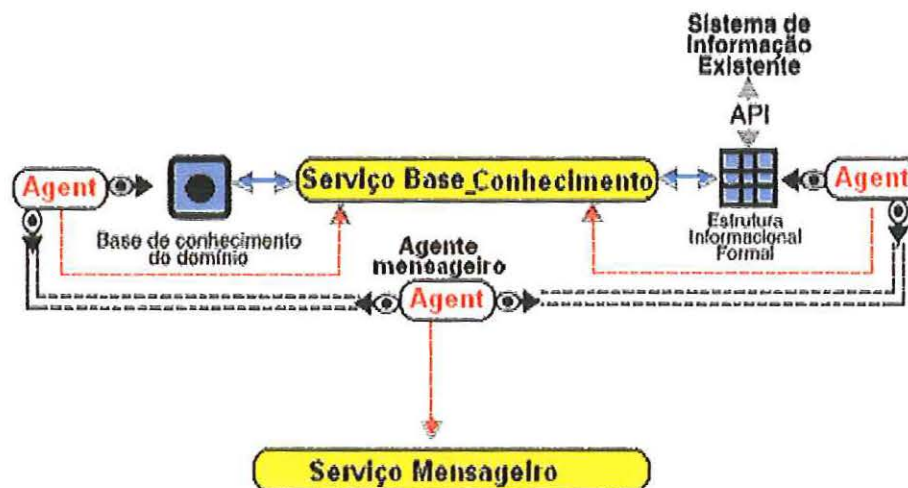 Sistema de
Informação
Existente
API
Agent
Serviço Base_Conhecimento
Agent
Base de conhecimento
do domínio
Estrutura
Informacional
Formal
Agente
mensageiro
Agent
Serviço Mensageiro